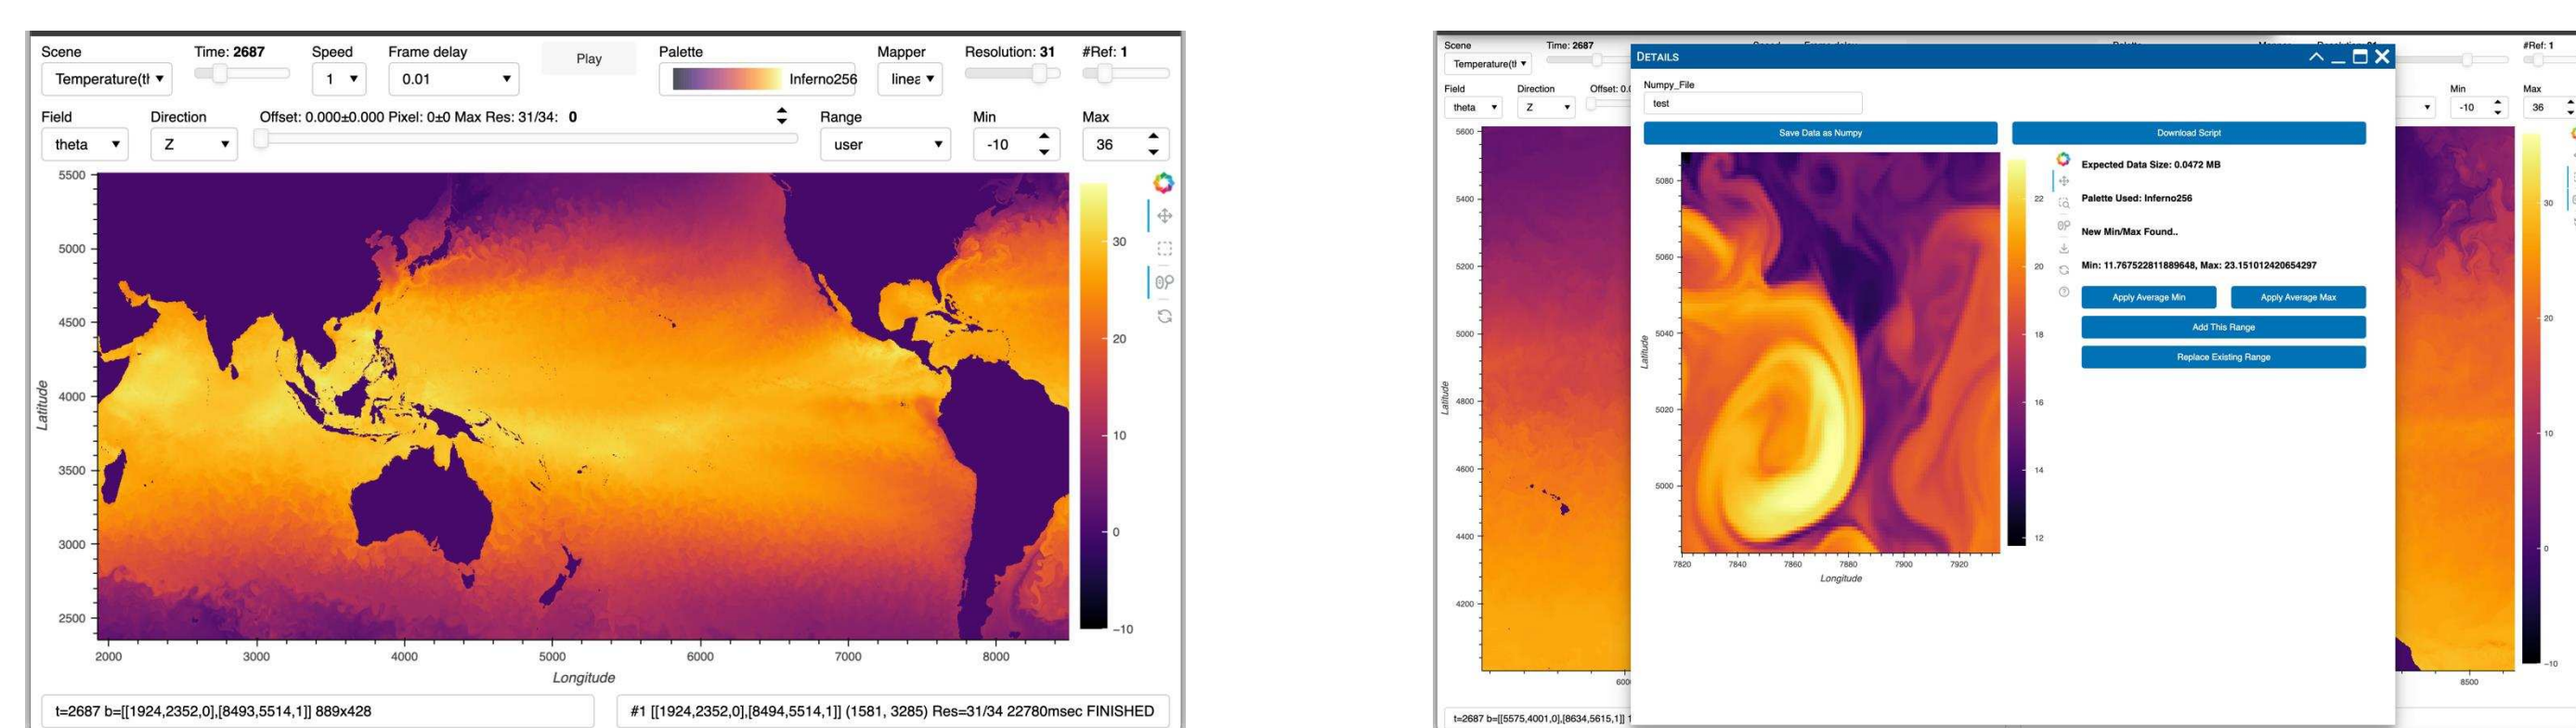 Scene Time: 2687 Speed Frame delay Play Palette Mapper Resolution: 31 #Ref: 1
Temperature(tl 1 0.01 Inferno256 linea
Field Direction Offset: 0.000±0.000 Pixel: 0±0 Max Res: 31/34: 0 Range Min Max
theta Z user -10 36
5500
5000
4500
4000
3500
3000
2500
Latitude
30
20
10
0
−10
2000 3000 4000 5000 6000 7000 8000
Longitude
t=2687 b=[[1924,2352,0],[8493,5514,1]] 889x428
#1 [[1924,2352,0],[8494,5514,1]] (1581, 3285) Res=31/34 22780msec FINISHED
Scene Time: 2687 #Ref: 1
Temperature(tl
Field Direction Offset: 0.0 Min Max
theta Z -10 36
5600
5400
5200
5000
4800
4600
4400
4200
Latitude
600
8500
30
20
10
0
−10
t=2687 b=[[5575,4001,0],[8634,5615,1]] 1
DETAILS
Numpy_File
test
Save Data as Numpy Download Script
5080
5060
5040
5020
5000
Latitude
7820 7840 7860 7880 7900 7920
Longitude
22
20
18
16
14
12
Expected Data Size: 0.0472 MB
Palette Used: Inferno256
New Min/Max Found..
Min: 11.767522811889648, Max: 23.151012420654297
Apply Average Min Apply Average Max
Add This Range
Replace Existing Range